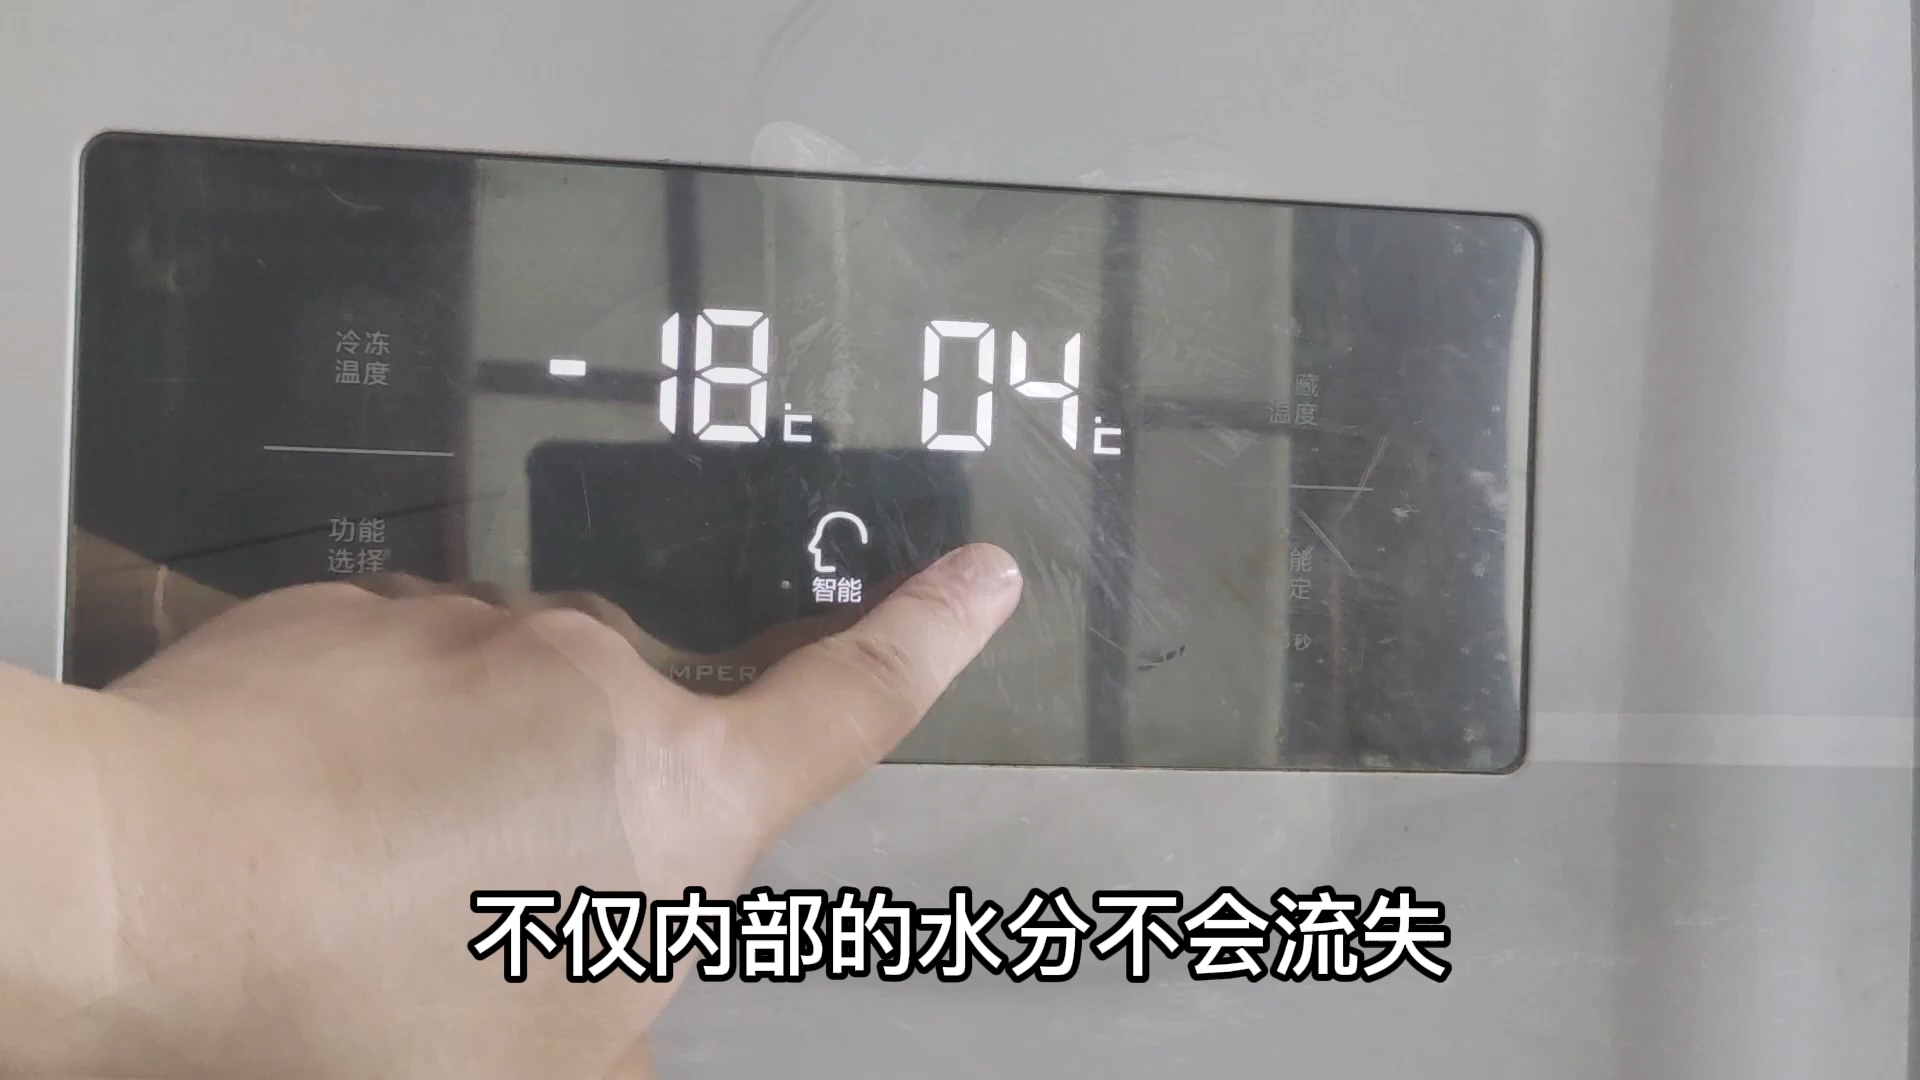 冷冻
温度
-18℃
04℃
藏
温度
功能
选择
智能
能
定
秒
MPER
不仅内部的水分不会流失